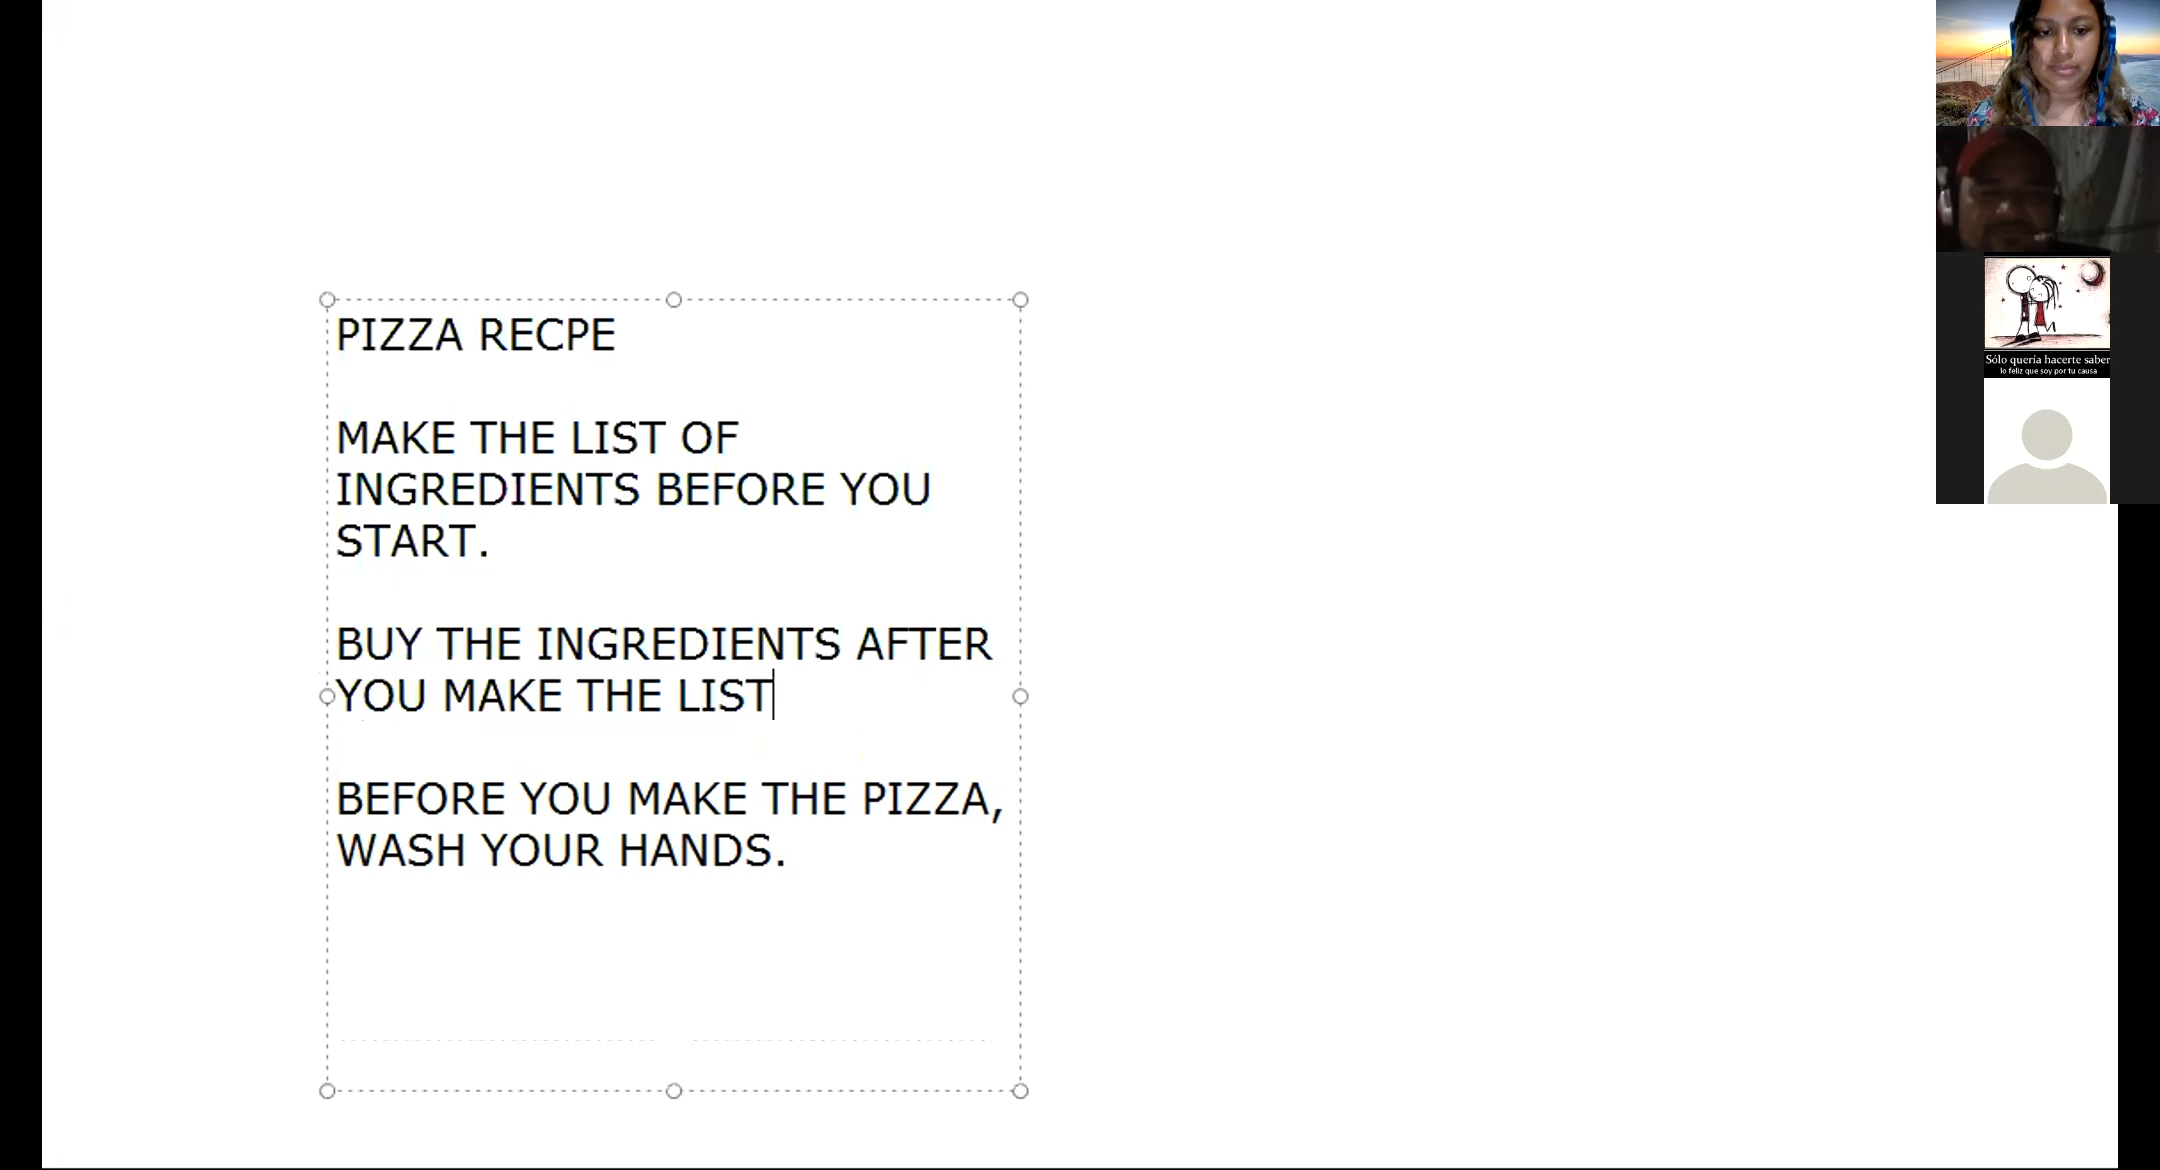 PIZZA RECPE
MAKE THE LIST OF
INGREDIENTS BEFORE YOU
START.
BUY THE INGREDIENTS AFTER
YOU MAKE THE LIST
BEFORE YOU MAKE THE PIZZA,
WASH YOUR HANDS.
Sólo quería hacerte saber
lo feliz que soy por tu causa